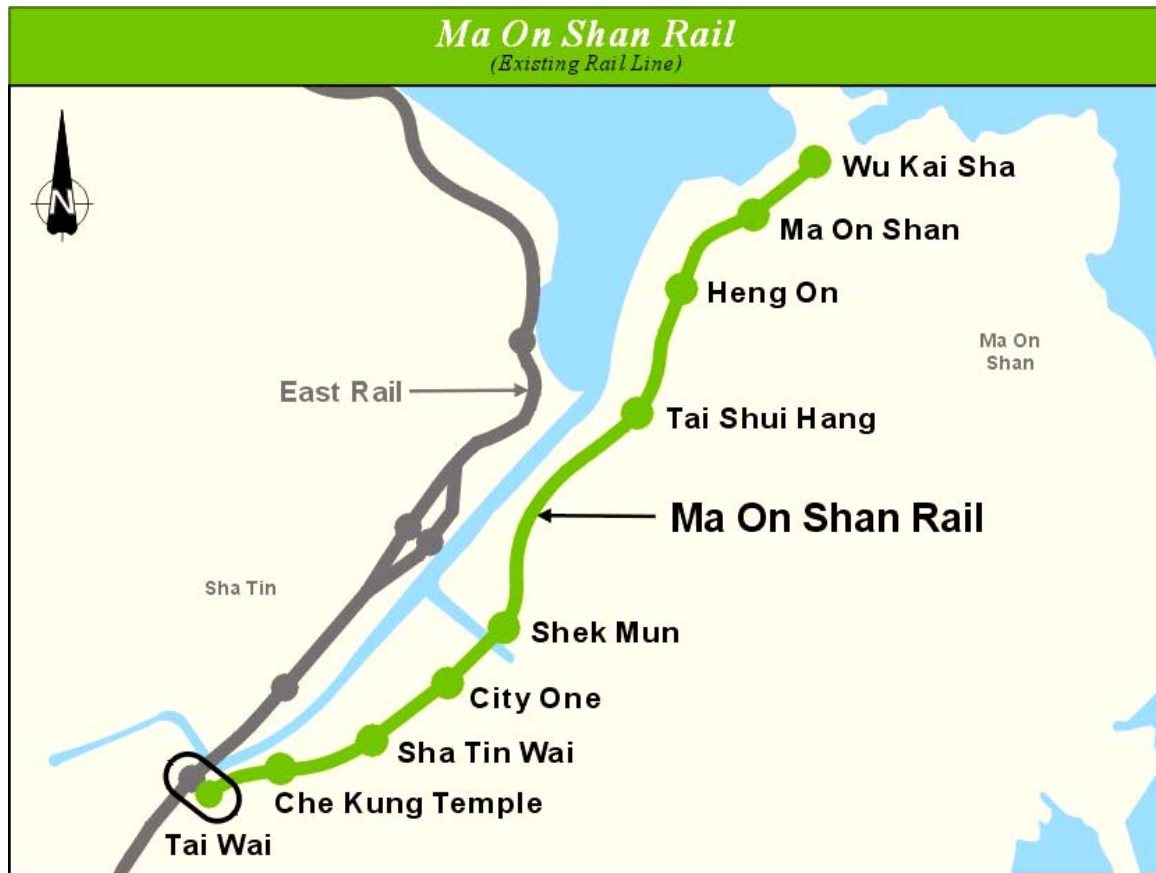 Ma On Shan Rail
(Existing Rail Line)
N
Wu Kai Sha
Ma On Shan
Heng On
Ma On
Shan
East Rail
Tai Shui Hang
Ma On Shan Rail
Sha Tin
Shek Mun
City One
Sha Tin Wai
Che Kung Temple
Tai Wai